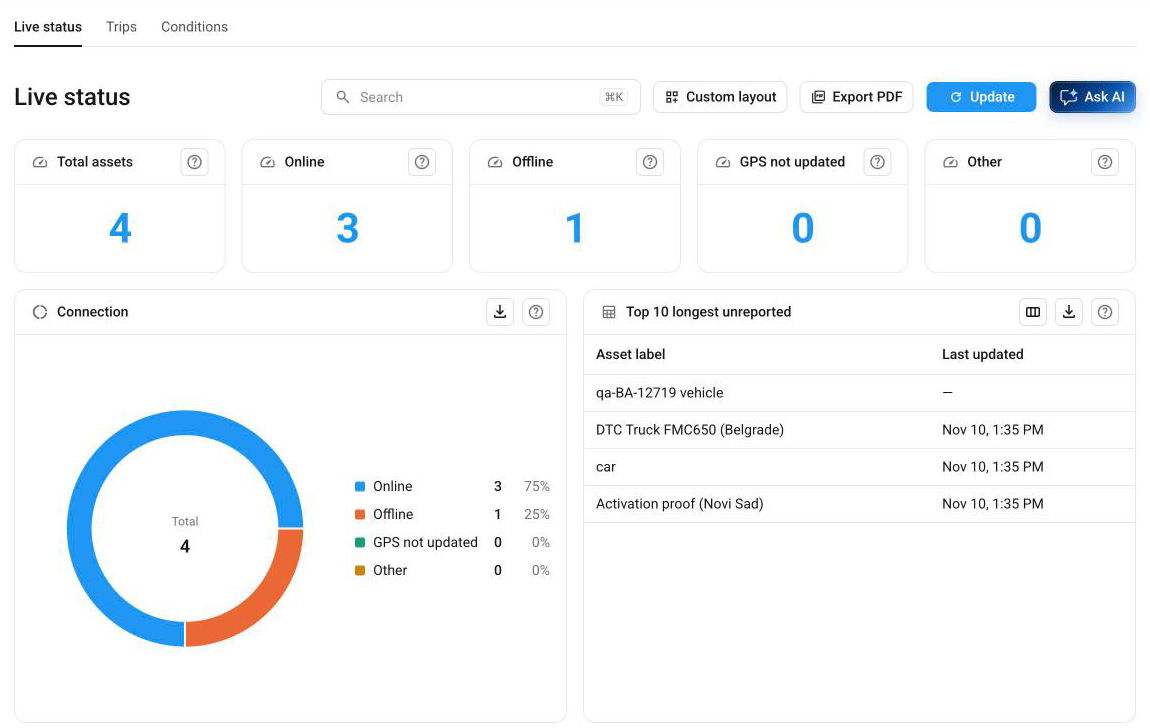 Live status Trips Conditions
Live status
Search ⌘K
Custom layout
Export PDF
Update
Ask AI
Total assets
4
Online
3
Offline
1
GPS not updated
0
Other
0
Connection
Total
4
Online 3 75%
Offline 1 25%
GPS not updated 0 0%
Other 0 0%
Top 10 longest unreported
Asset label Last updated
qa-BA-12719 vehicle —
DTC Truck FMC650 (Belgrade) Nov 10, 1:35 PM
car Nov 10, 1:35 PM
Activation proof (Novi Sad) Nov 10, 1:35 PM